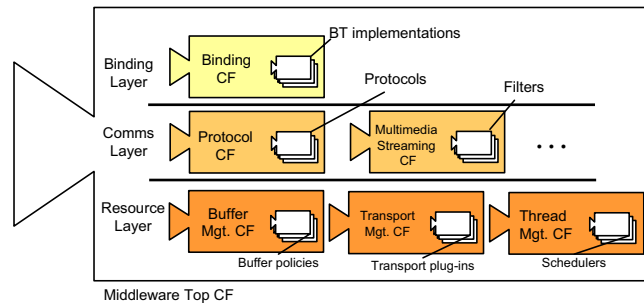 BT implementations
Binding
Layer
Binding
CF
Protocols
Filters
Comms
Layer
Protocol
CF
Multimedia
Streaming
CF
...
Resource
Layer
Buffer
Mgt. CF
Transport
Mgt. CF
Thread
Mgt. CF
Buffer policies
Transport plug-ins
Schedulers
Middleware Top CF